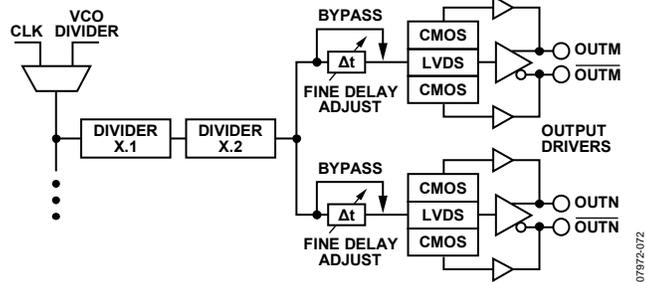 CLK
VCO
DIVIDER
DIVIDER
X.1
DIVIDER
X.2
BYPASS
Δt
FINE DELAY
ADJUST
CMOS
LVDS
CMOS
OUTM
OUTM
OUTPUT
DRIVERS
BYPASS
Δt
FINE DELAY
ADJUST
CMOS
LVDS
CMOS
OUTN
OUTN
07972-072